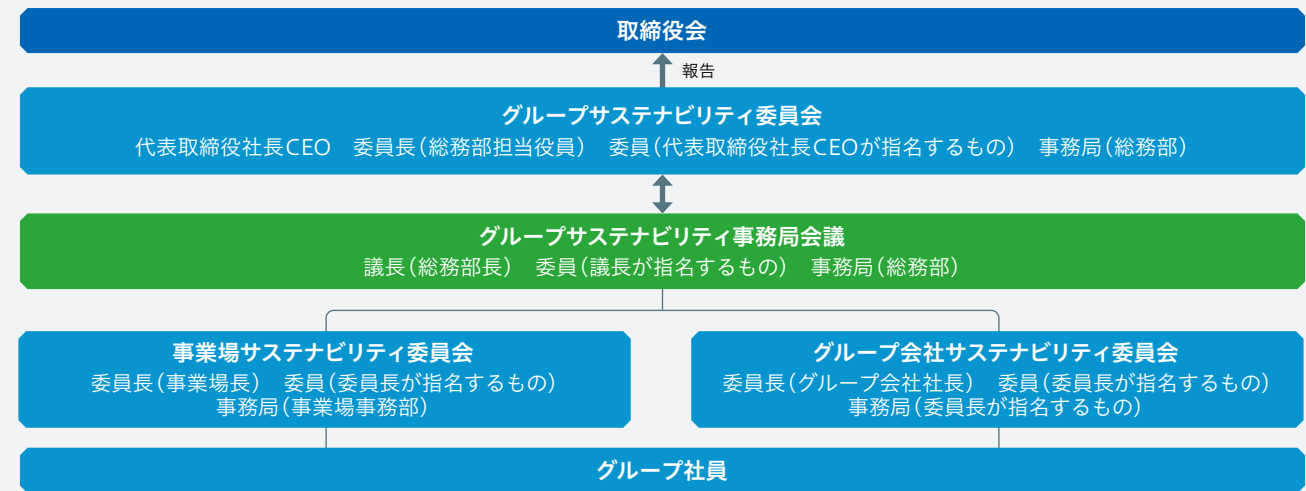 取締役会
報告
グループサステナビリティ委員会
代表取締役社長CEO　委員長(総務部担当役員)　委員(代表取締役社長CEOが指名するもの)　事務局(総務部)
グループサステナビリティ事務局会議
議長(総務部長)　委員(議長が指名するもの)　事務局(総務部)
事業場サステナビリティ委員会
委員長(事業場長)　委員(委員長が指名するもの)
事務局(事業場事務部)
グループ会社サステナビリティ委員会
委員長(グループ会社社長)　委員(委員長が指名するもの)
事務局(委員長が指名するもの)
グループ社員